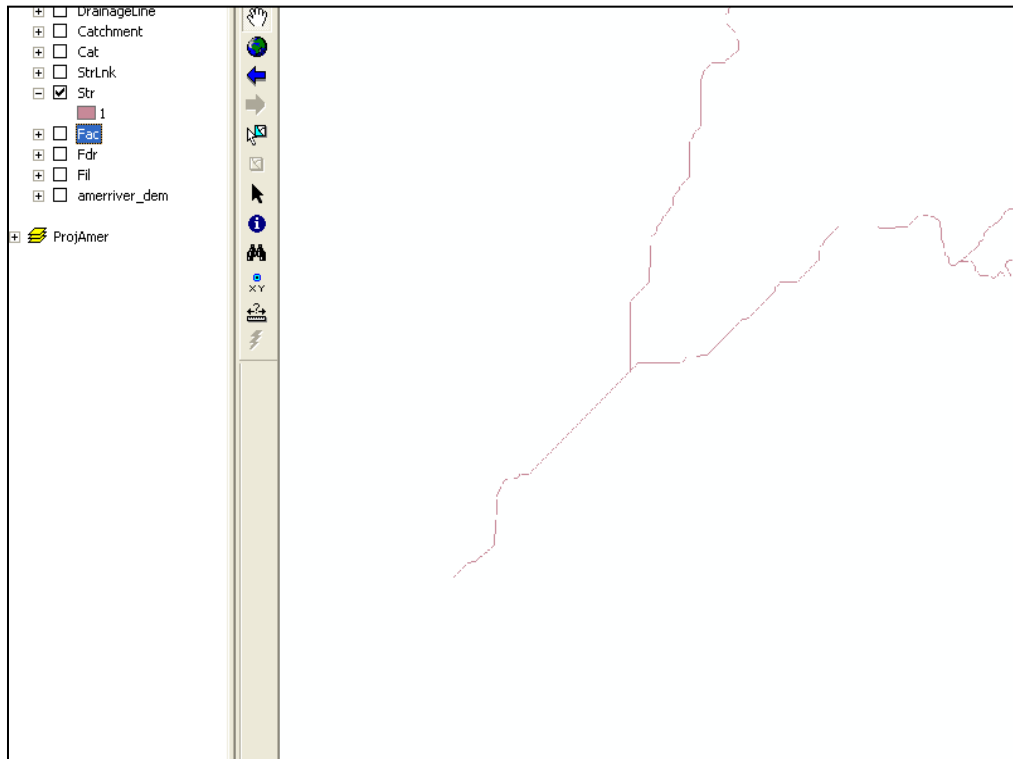 DrainageLine
Catchment
Cat
StrLnk
Str
1
Fac
Fdr
Fil
amerriver_dem
ProjAmer
XY
?